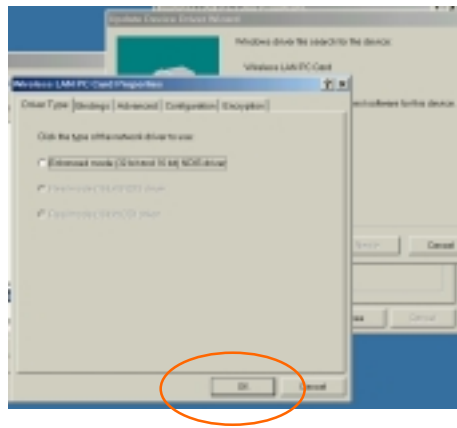 Update Device Driver Wizard
Windows driver file search for the device:
Wireless LAN PC Card
Wireless LAN PC Card Properties
Driver Type Bindings Advanced Configuration Encryption
Click the type of the network driver to use:
Enhanced mode (32 bit and 16 bit) NDIS driver
Cancel
OK Cancel
Cancel